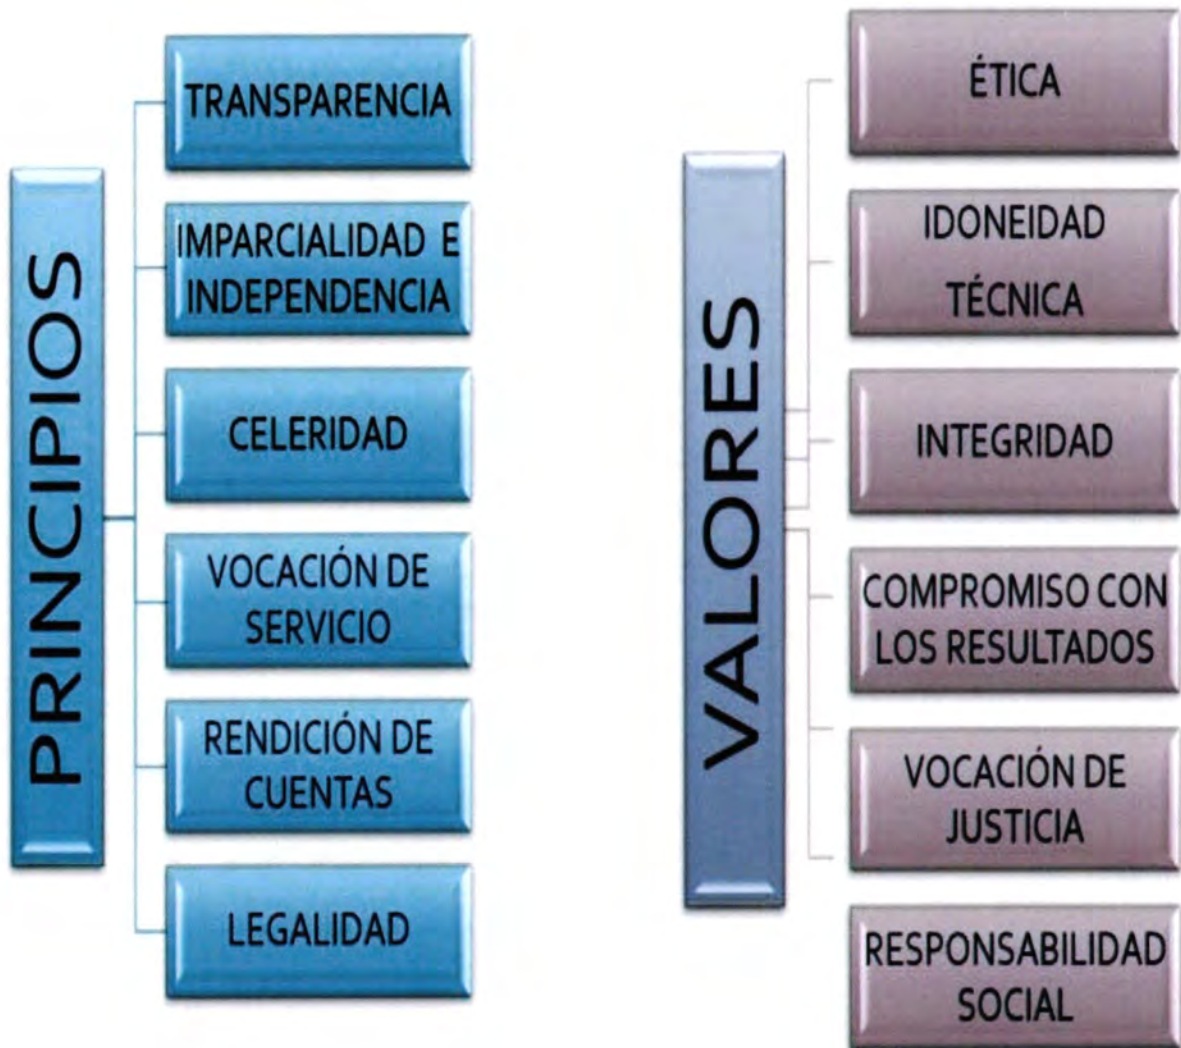 PRINCIPIOS
TRANSPARENCIA
IMPARCIALIDAD E
INDEPENDENCIA
CELERIDAD
VOCACIÓN DE
SERVICIO
RENDICIÓN DE
CUENTAS
LEGALIDAD
VALORES
ÉTICA
IDONEIDAD
TÉCNICA
INTEGRIDAD
COMPROMISO CON
LOS RESULTADOS
VOCACIÓN DE
JUSTICIA
RESPONSABILIDAD
SOCIAL